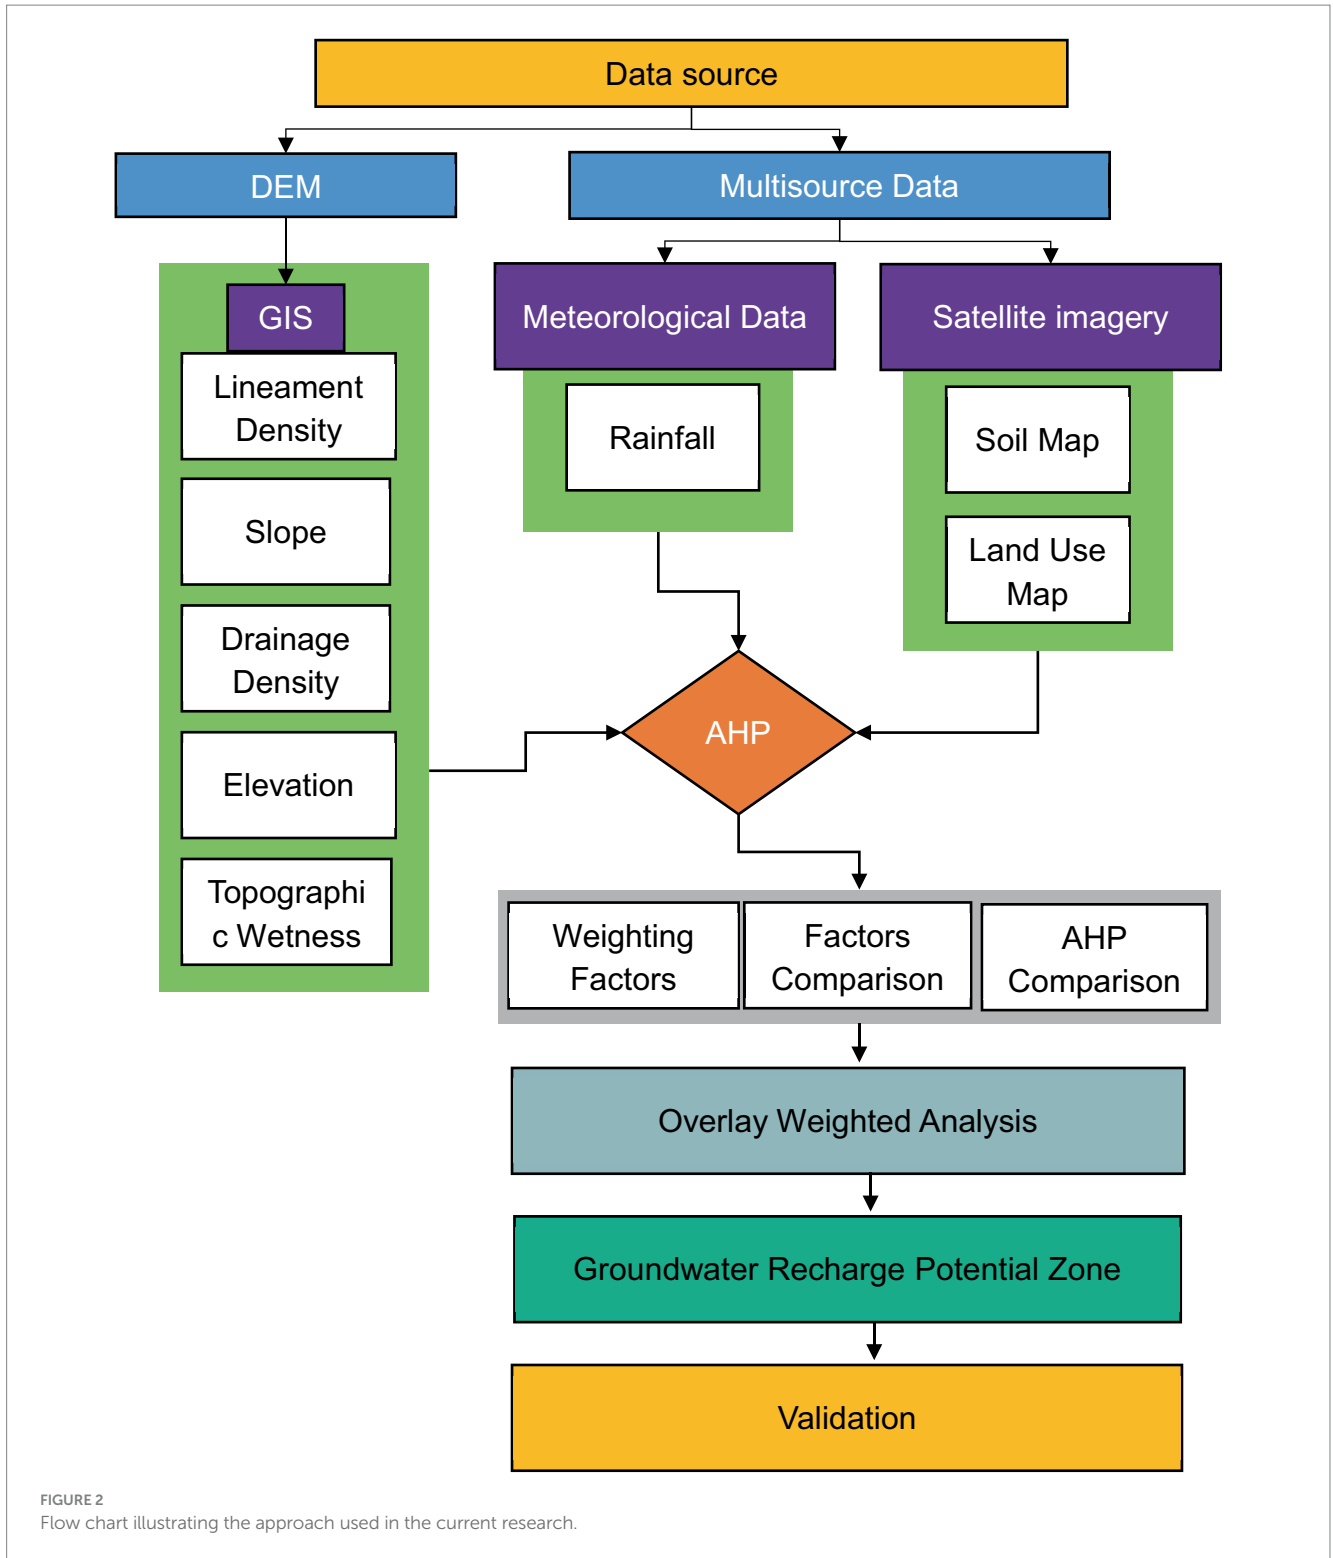 Data source
DEM
Multisource Data
GIS
Lineament
Density
Slope
Drainage
Density
Elevation
Topographi
c Wetness
Meteorological Data
Rainfall
Satellite imagery
Soil Map
Land Use
Map
AHP
Weighting
Factors
Factors
Comparison
AHP
Comparison
Overlay Weighted Analysis
Groundwater Recharge Potential Zone
Validation
FIGURE 2
Flow chart illustrating the approach used in the current research.